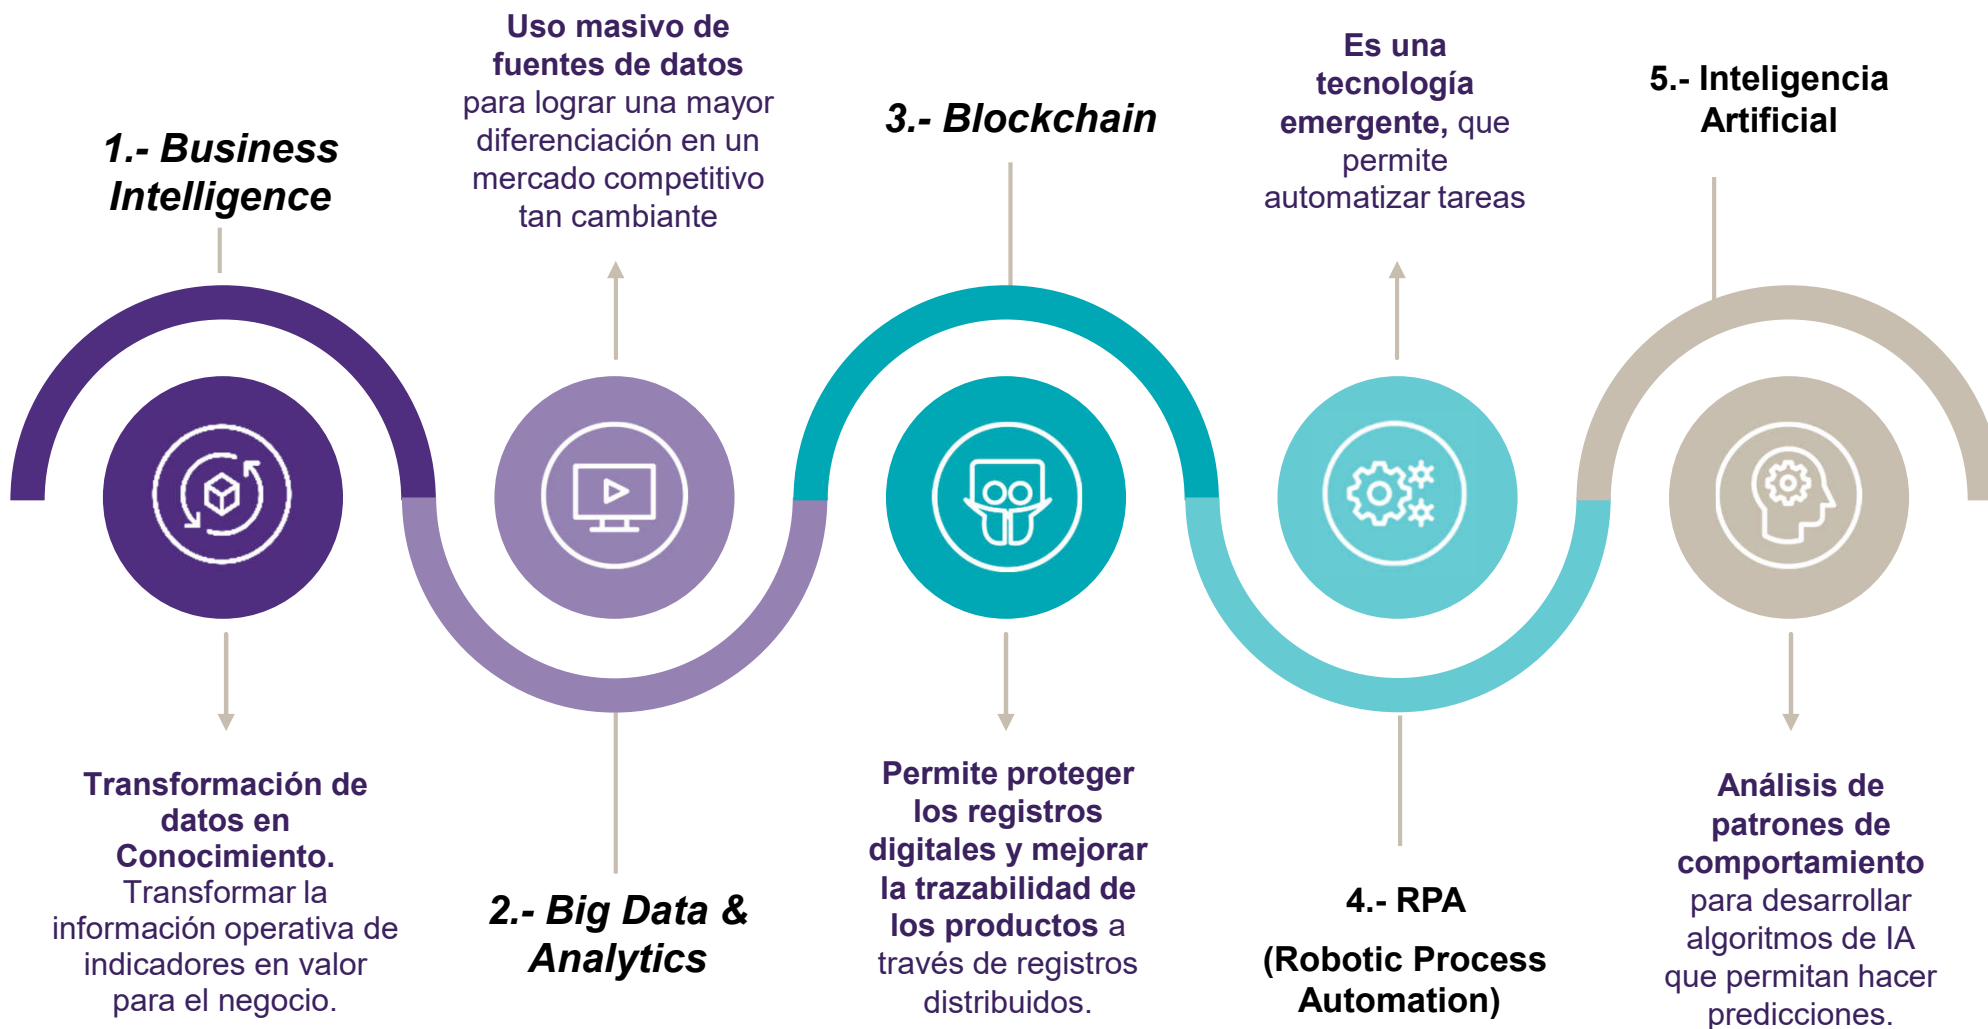 1.- Business
Intelligence
Transformación de
datos en
Conocimiento.
Transformar la
información operativa de
indicadores en valor
para el negocio.
Uso masivo de
fuentes de datos
para lograr una mayor
diferenciación en un
mercado competitivo
tan cambiante
2.- Big Data &
Analytics
3.- Blockchain
Permite proteger
los registros
digitales y mejorar
la trazabilidad de
los productos a
través de registros
distribuidos.
Es una
tecnología
emergente, que
permite
automatizar tareas
4.- RPA
(Robotic Process
Automation)
5.- Inteligencia
Artificial
Análisis de
patrones de
comportamiento
para desarrollar
algoritmos de IA
que permitan hacer
predicciones.